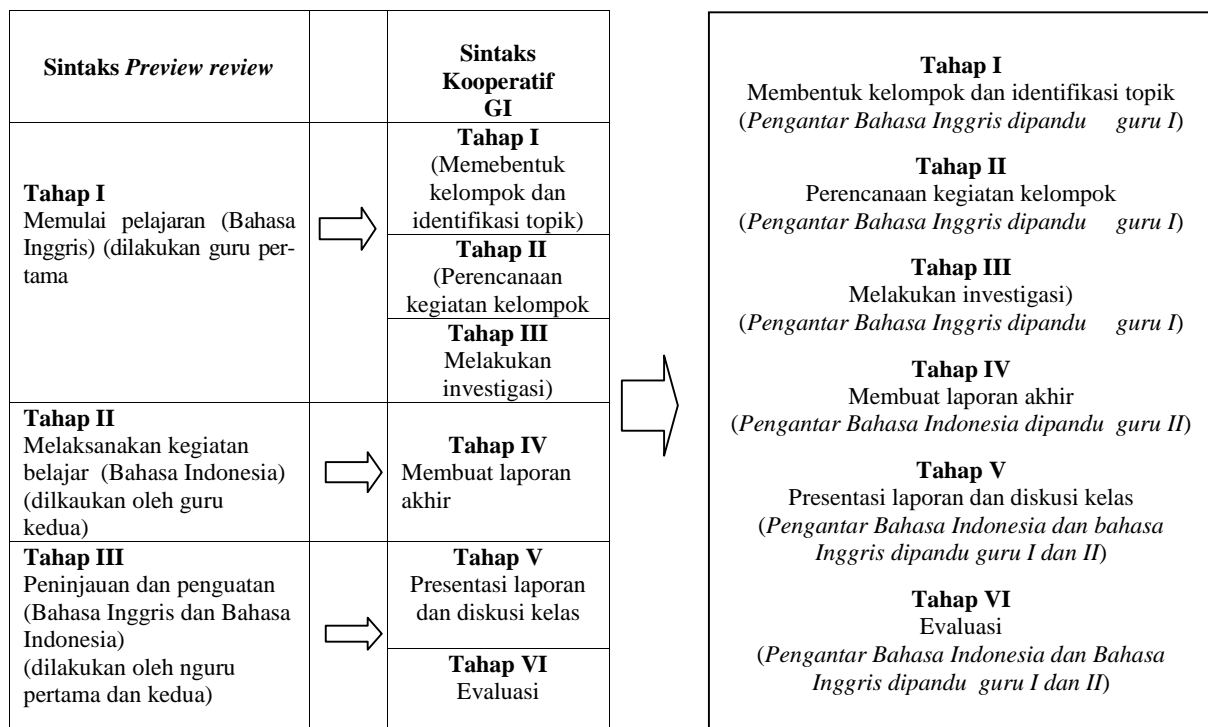 Sintaks Preview review
Sintaks
Kooperatif
GI
Tahap I
Memulai pelajaran (Bahasa
Inggris) (dilakukan guru per-
tama
Tahap I
(Memebentuk
kelompok dan
identifikasi topik)
Tahap II
(Perencanaan
kegiatan kelompok
Tahap III
Melakukan
investigasi)
Tahap II
Melaksanakan kegiatan
belajar (Bahasa Indonesia)
(dilkaukan oleh guru
kedua)
Tahap IV
Membuat laporan
akhir
Tahap III
Peninjauan dan penguatan
(Bahasa Inggris dan Bahasa
Indonesia)
(dilakukan oleh nguru
pertama dan kedua)
Tahap V
Presentasi laporan
dan diskusi kelas
Tahap VI
Evaluasi
Tahap I
Membentuk kelompok dan identifikasi topik
(Pengantar Bahasa Inggris dipandu guru I)
Tahap II
Perencanaan kegiatan kelompok
(Pengantar Bahasa Inggris dipandu guru I)
Tahap III
Melakukan investigasi)
(Pengantar Bahasa Inggris dipandu guru I)
Tahap IV
Membuat laporan akhir
(Pengantar Bahasa Indonesia dipandu guru II)
Tahap V
Presentasi laporan dan diskusi kelas
(Pengantar Bahasa Indonesia dan bahasa
Inggris dipandu guru I dan II)
Tahap VI
Evaluasi
(Pengantar Bahasa Indonesia dan Bahasa
Inggris dipandu guru I dan II)